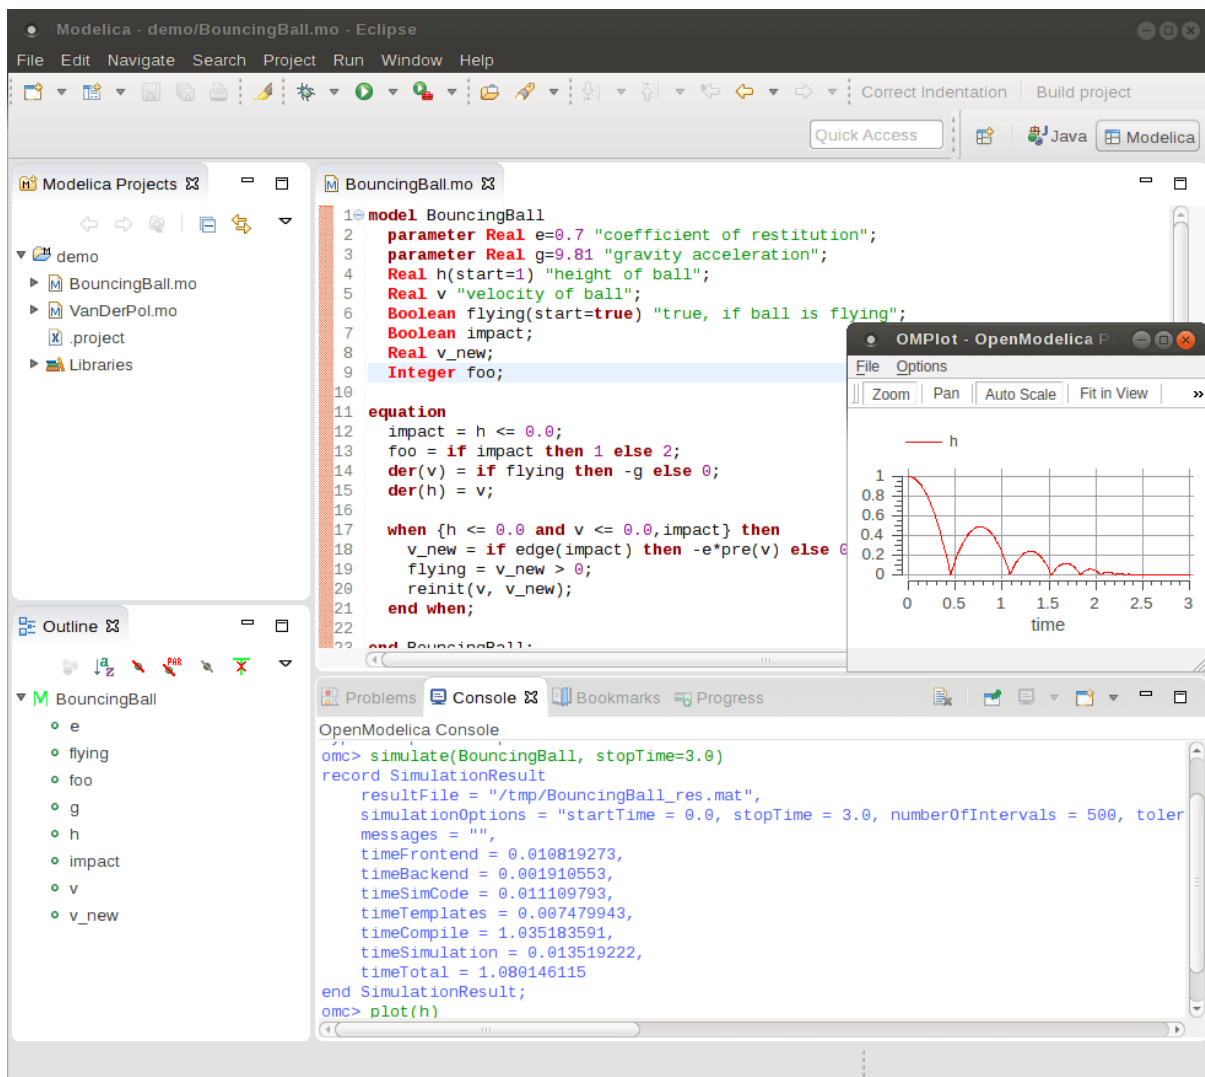 Modelica - demo/BouncingBall.mo - Eclipse
File Edit Navigate Search Project Run Window Help
Correct Indentation Build project
Quick Access Java Modelica
Modelica Projects
demo
BouncingBall.mo
VanDerPol.mo
.project
Libraries
BouncingBall.mo
1 model BouncingBall
2 parameter Real e=0.7 "coefficient of restitution";
3 parameter Real g=9.81 "gravity acceleration";
4 Real h(start=1) "height of ball";
5 Real v "velocity of ball";
6 Boolean flying(start=true) "true, if ball is flying";
7 Boolean impact;
8 Real v_new;
9 Integer foo;
10
11 equation
12 impact = h <= 0.0;
13 foo = if impact then 1 else 2;
14 der(v) = if flying then -g else 0;
15 der(h) = v;
16
17 when {h <= 0.0 and v <= 0.0,impact} then
18 v_new = if edge(impact) then -e*pre(v) else 0
19 flying = v_new > 0;
20 reinit(v, v_new);
21 end when;
22
23 end BouncingBall;
OMPlot - OpenModelica P
File Options
Zoom Pan Auto Scale Fit in View »
h
1
0.8
0.6
0.4
0.2
0
0 0.5 1 1.5 2 2.5 3
time
Outline
BouncingBall
e
flying
foo
g
h
impact
v
v_new
Problems Console Bookmarks Progress
OpenModelica Console
omc> simulate(BouncingBall, stopTime=3.0)
record SimulationResult
resultFile = "/tmp/BouncingBall_res.mat",
simulationOptions = "startTime = 0.0, stopTime = 3.0, numberOfIntervals = 500, toler
messages = "",
timeFrontend = 0.010819273,
timeBackend = 0.001910553,
timeSimCode = 0.011109793,
timeTemplates = 0.007479943,
timeCompile = 1.035183591,
timeSimulation = 0.013519222,
timeTotal = 1.080146115
end SimulationResult;
omc> plot(h)